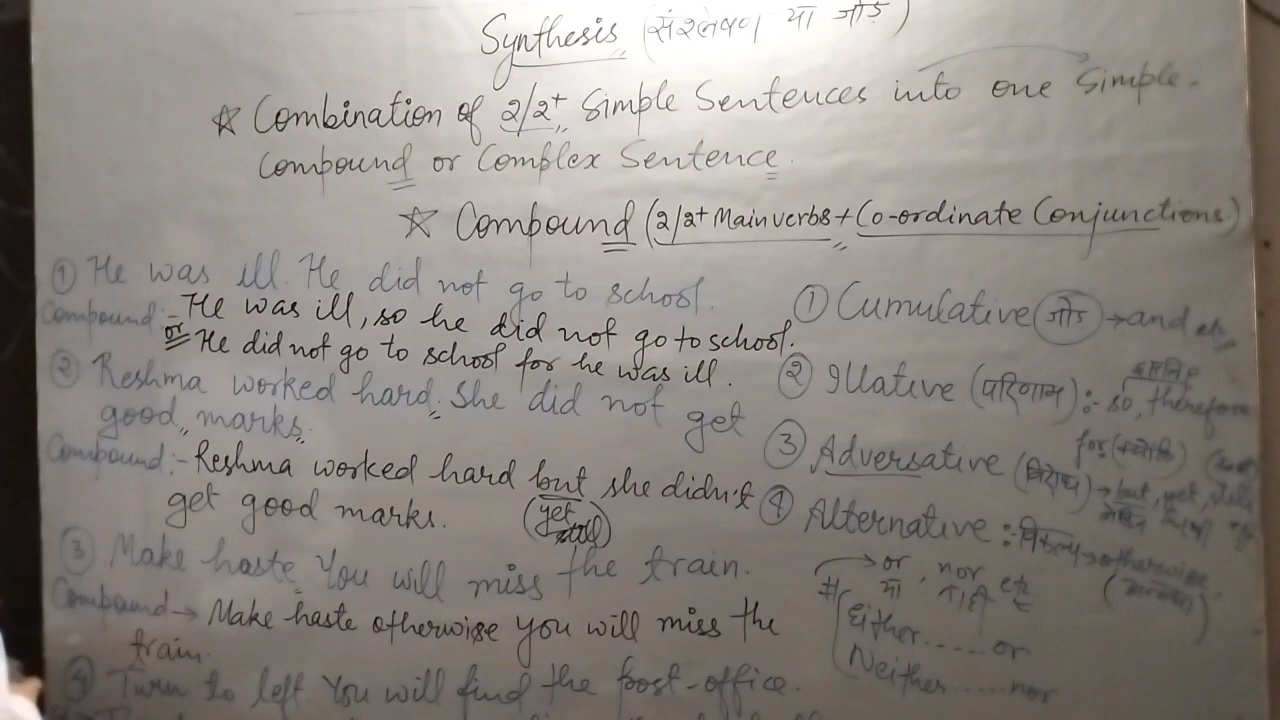 Synthesis (संश्लेषण या जोड़)
☆ Combination of 2/2+ Simple Sentences into one Simple.
Compound or Complex Sentence.
☆ Compound (2/2+ Main verbs + Co-ordinate Conjunctions)
① He was ill. He did not go to school.
Compound:- He was ill, so he did not go to school.
or He did not go to school for he was ill.
② Reshma worked hard. She did not get
good marks.
Compound:- Reshma worked hard but she didn't
get good marks. (yet
still)
③ Make haste. You will miss the train.
Compound → Make haste otherwise you will miss the
train.
④ Turn to left. You will find the post-office.
① Cumulative (जोड़) → and etc,
② Illative (परिणाम) :- so, therefore
इसलिए
for (क्योंकि)
③ Adversative (विरोध) → but, yet, still
लेकिन
④ Alternative : विकल्प → otherwise
(अन्यथा)
or, nor etc
या नाही
# (Either......or
Neither......nor